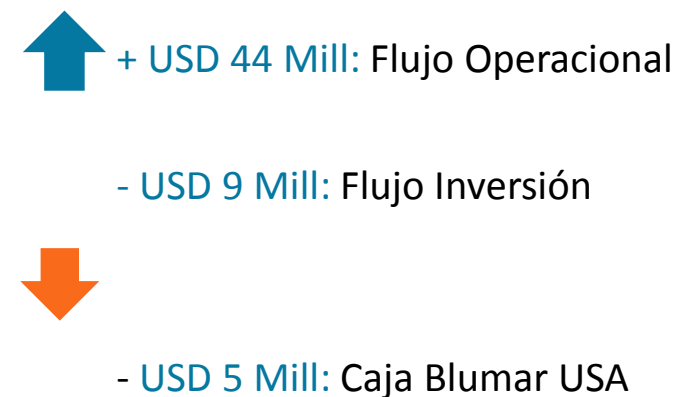 + USD 44 Mill: Flujo Operacional
- USD 9 Mill: Flujo Inversión
- USD 5 Mill: Caja Blumar USA